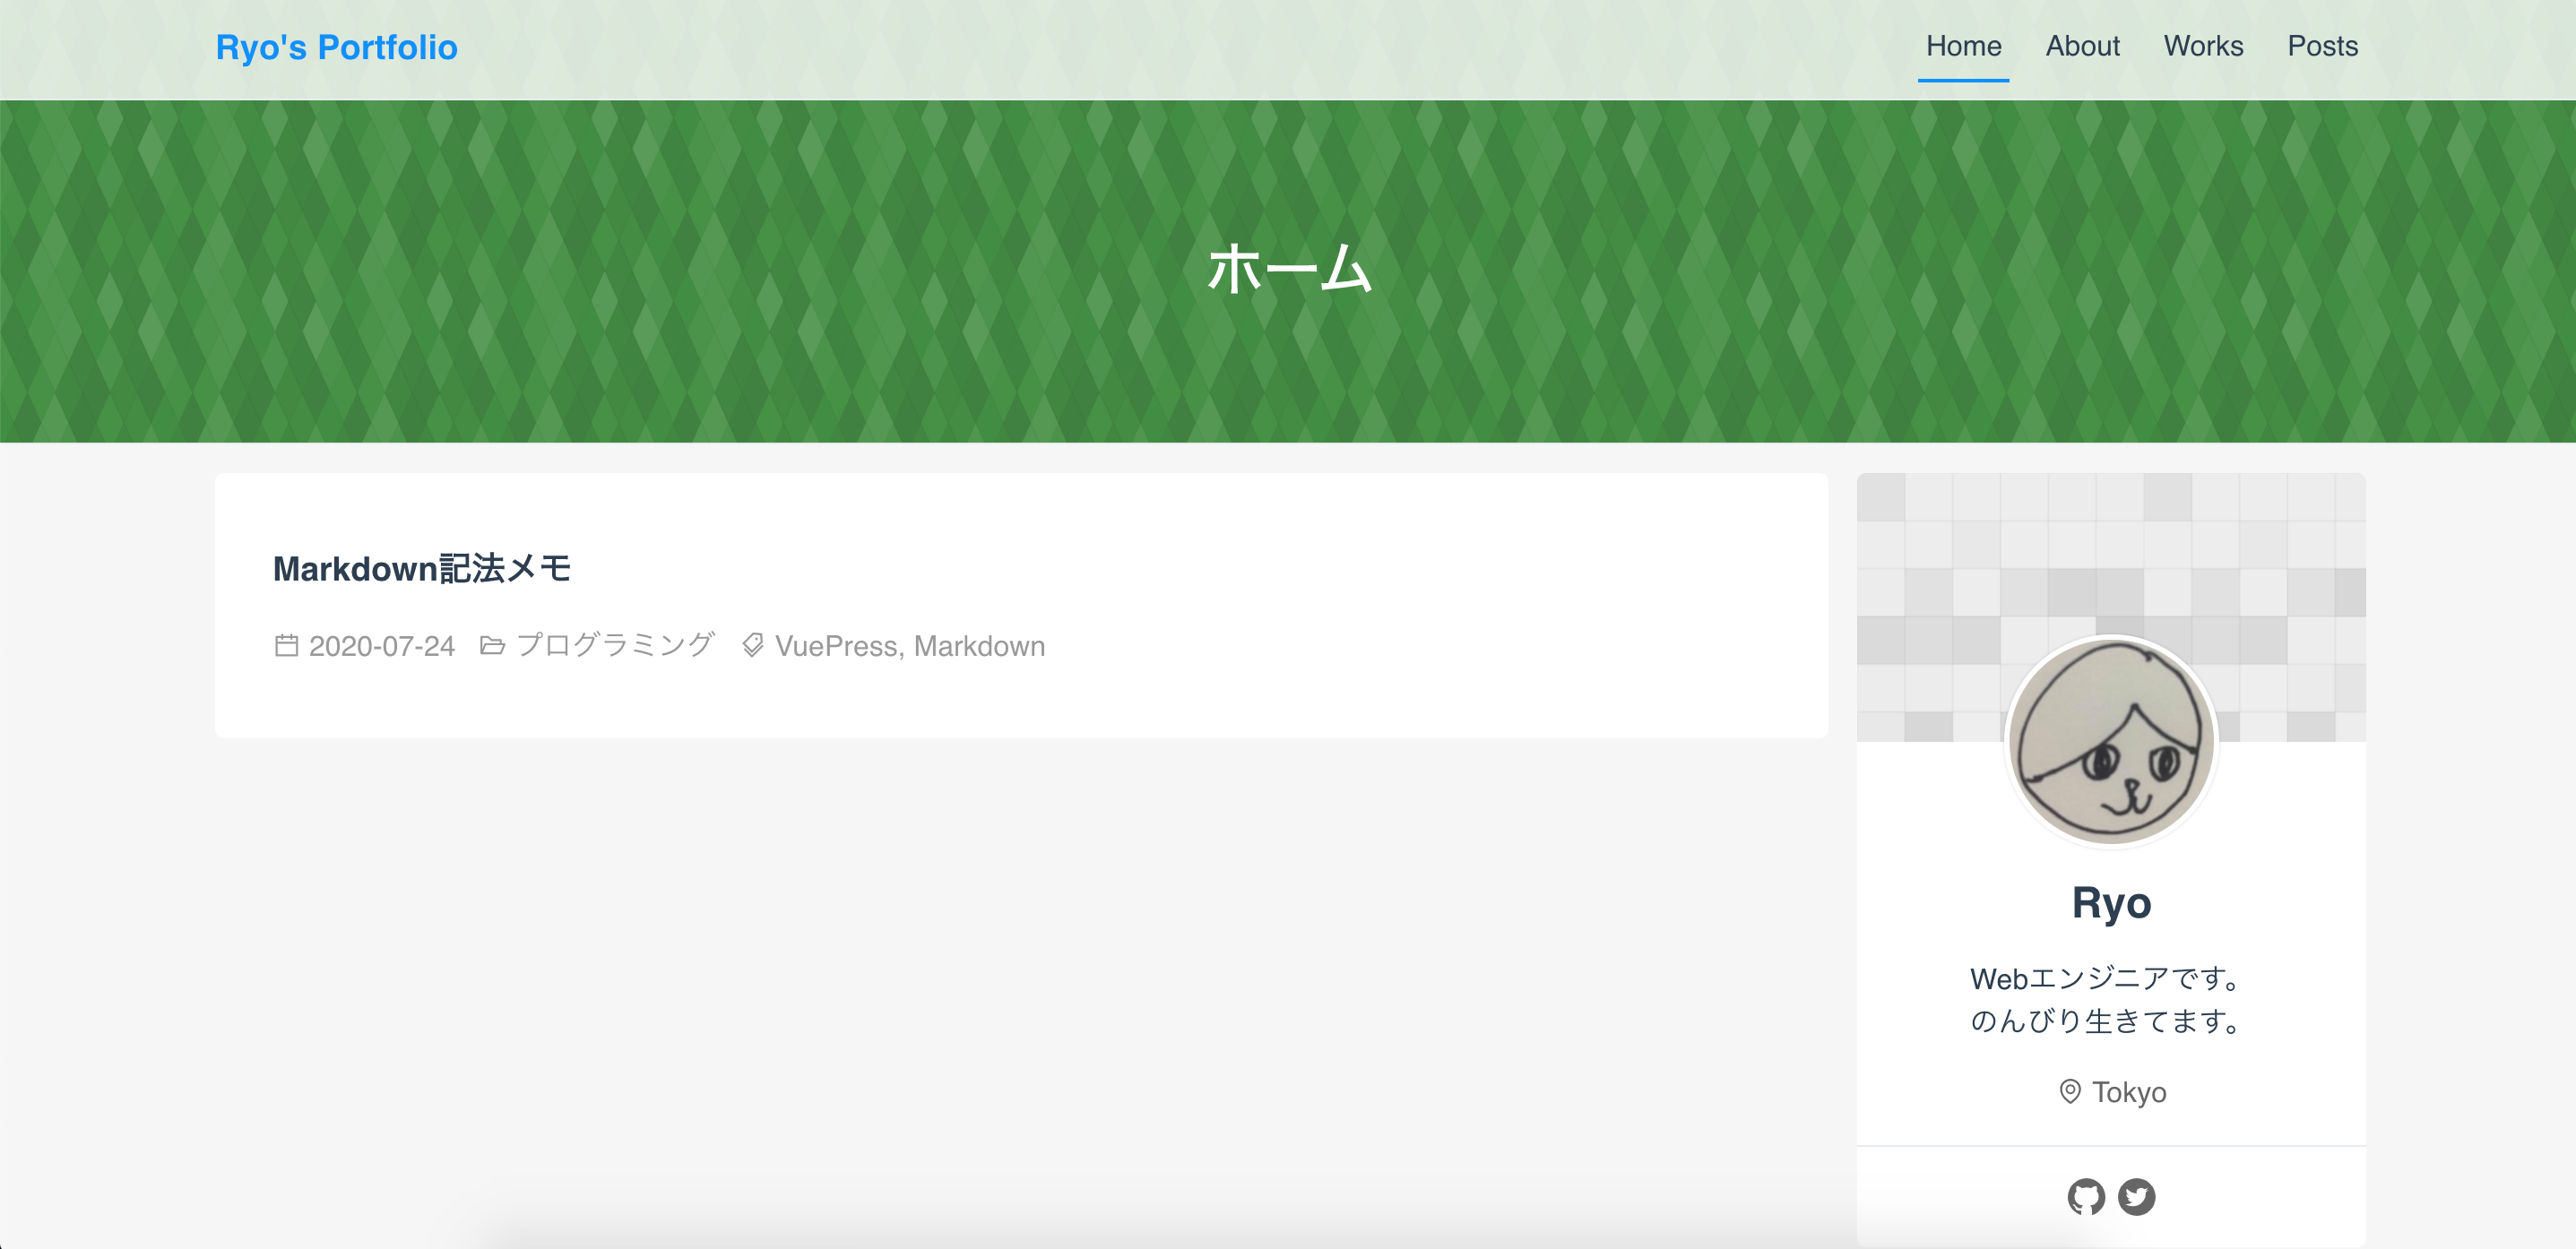 Ryo's Portfolio
Home About Works Posts
ホーム
Markdown記法メモ
2020-07-24 プログラミング VuePress, Markdown
Ryo
Webエンジニアです。
のんびり生きてます。
Tokyo